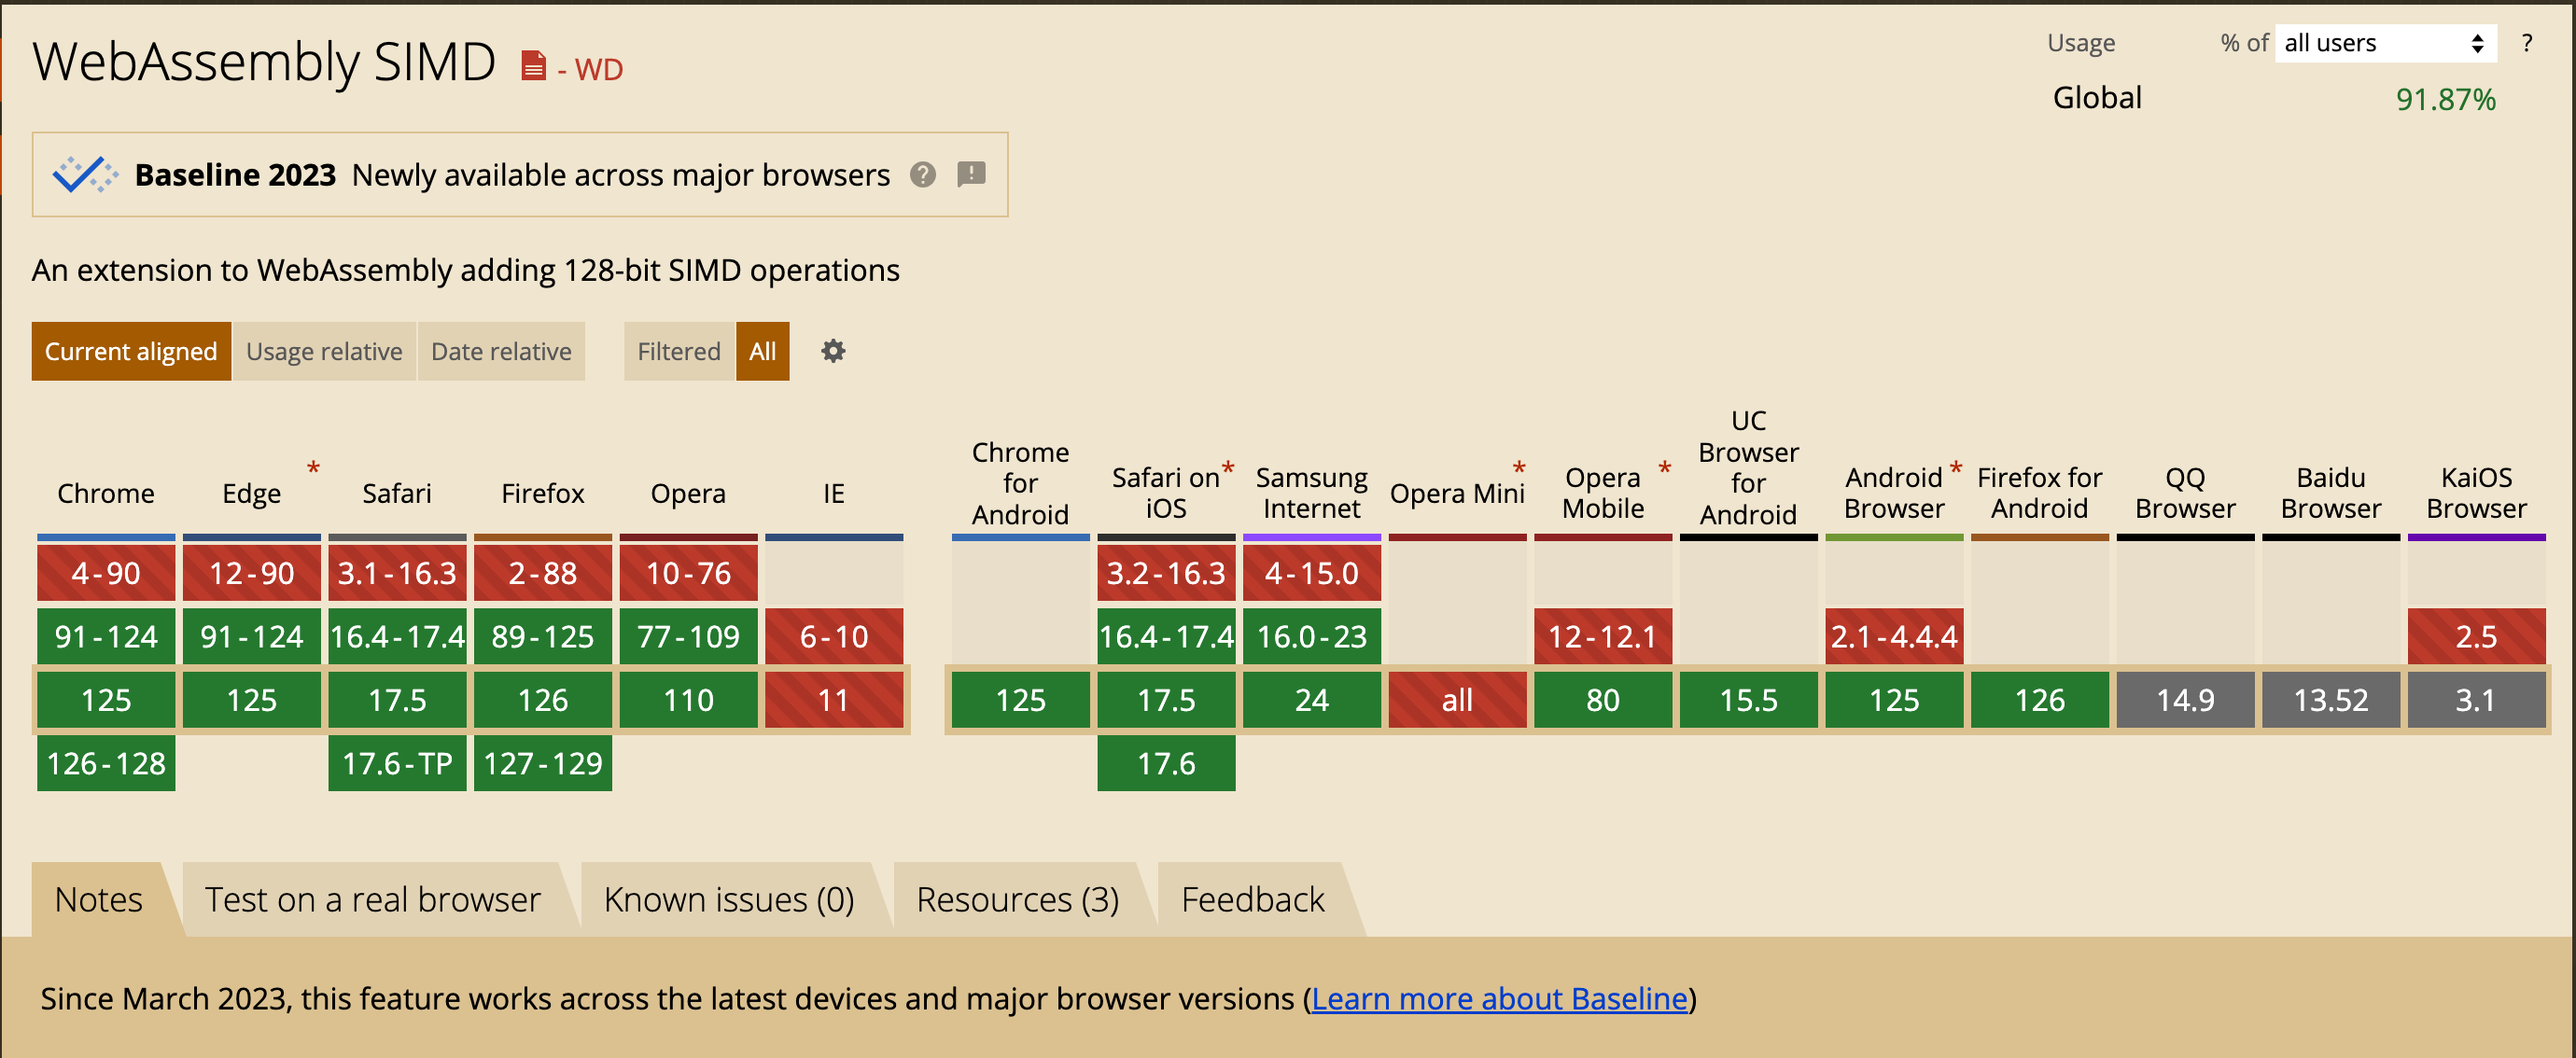 WebAssembly SIMD - WD
Usage % of all users ?
Global 91.87%
Baseline 2023 Newly available across major browsers
An extension to WebAssembly adding 128-bit SIMD operations
Current aligned Usage relative Date relative Filtered All
Chrome Edge * Safari Firefox Opera IE Chrome for Android Safari on iOS * Samsung Internet Opera Mini * Opera Mobile * UC Browser for Android Android Browser * Firefox for Android QQ Browser Baidu Browser KaiOS Browser
4-90 12-90 3.1-16.3 2-88 10-76 3.2-16.3 4-15.0
91-124 91-124 16.4-17.4 89-125 77-109 6-10 16.4-17.4 16.0-23 12-12.1 2.1-4.4.4 2.5
125 125 17.5 126 110 11 125 17.5 24 all 80 15.5 125 126 14.9 13.52 3.1
126-128 17.6-TP 127-129 17.6
Notes Test on a real browser Known issues (0) Resources (3) Feedback
Since March 2023, this feature works across the latest devices and major browser versions (Learn more about Baseline)